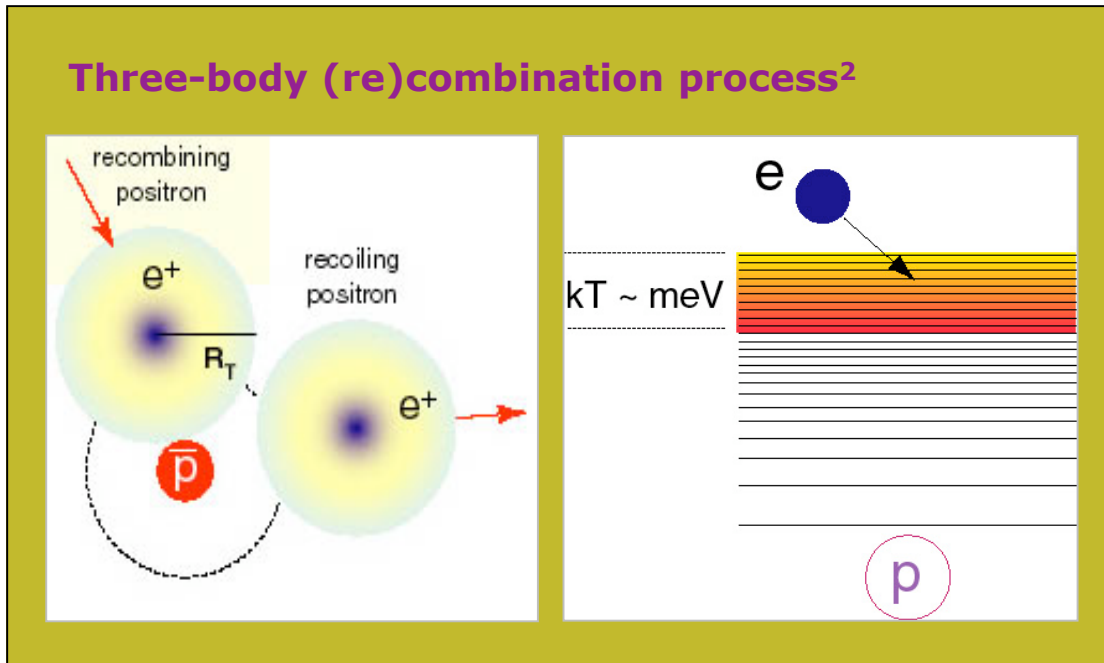 Three-body (re)combination process²
recombining
positron
e⁺
R_T
p̅
recoiling
positron
e⁺
e
kT ~ meV
p